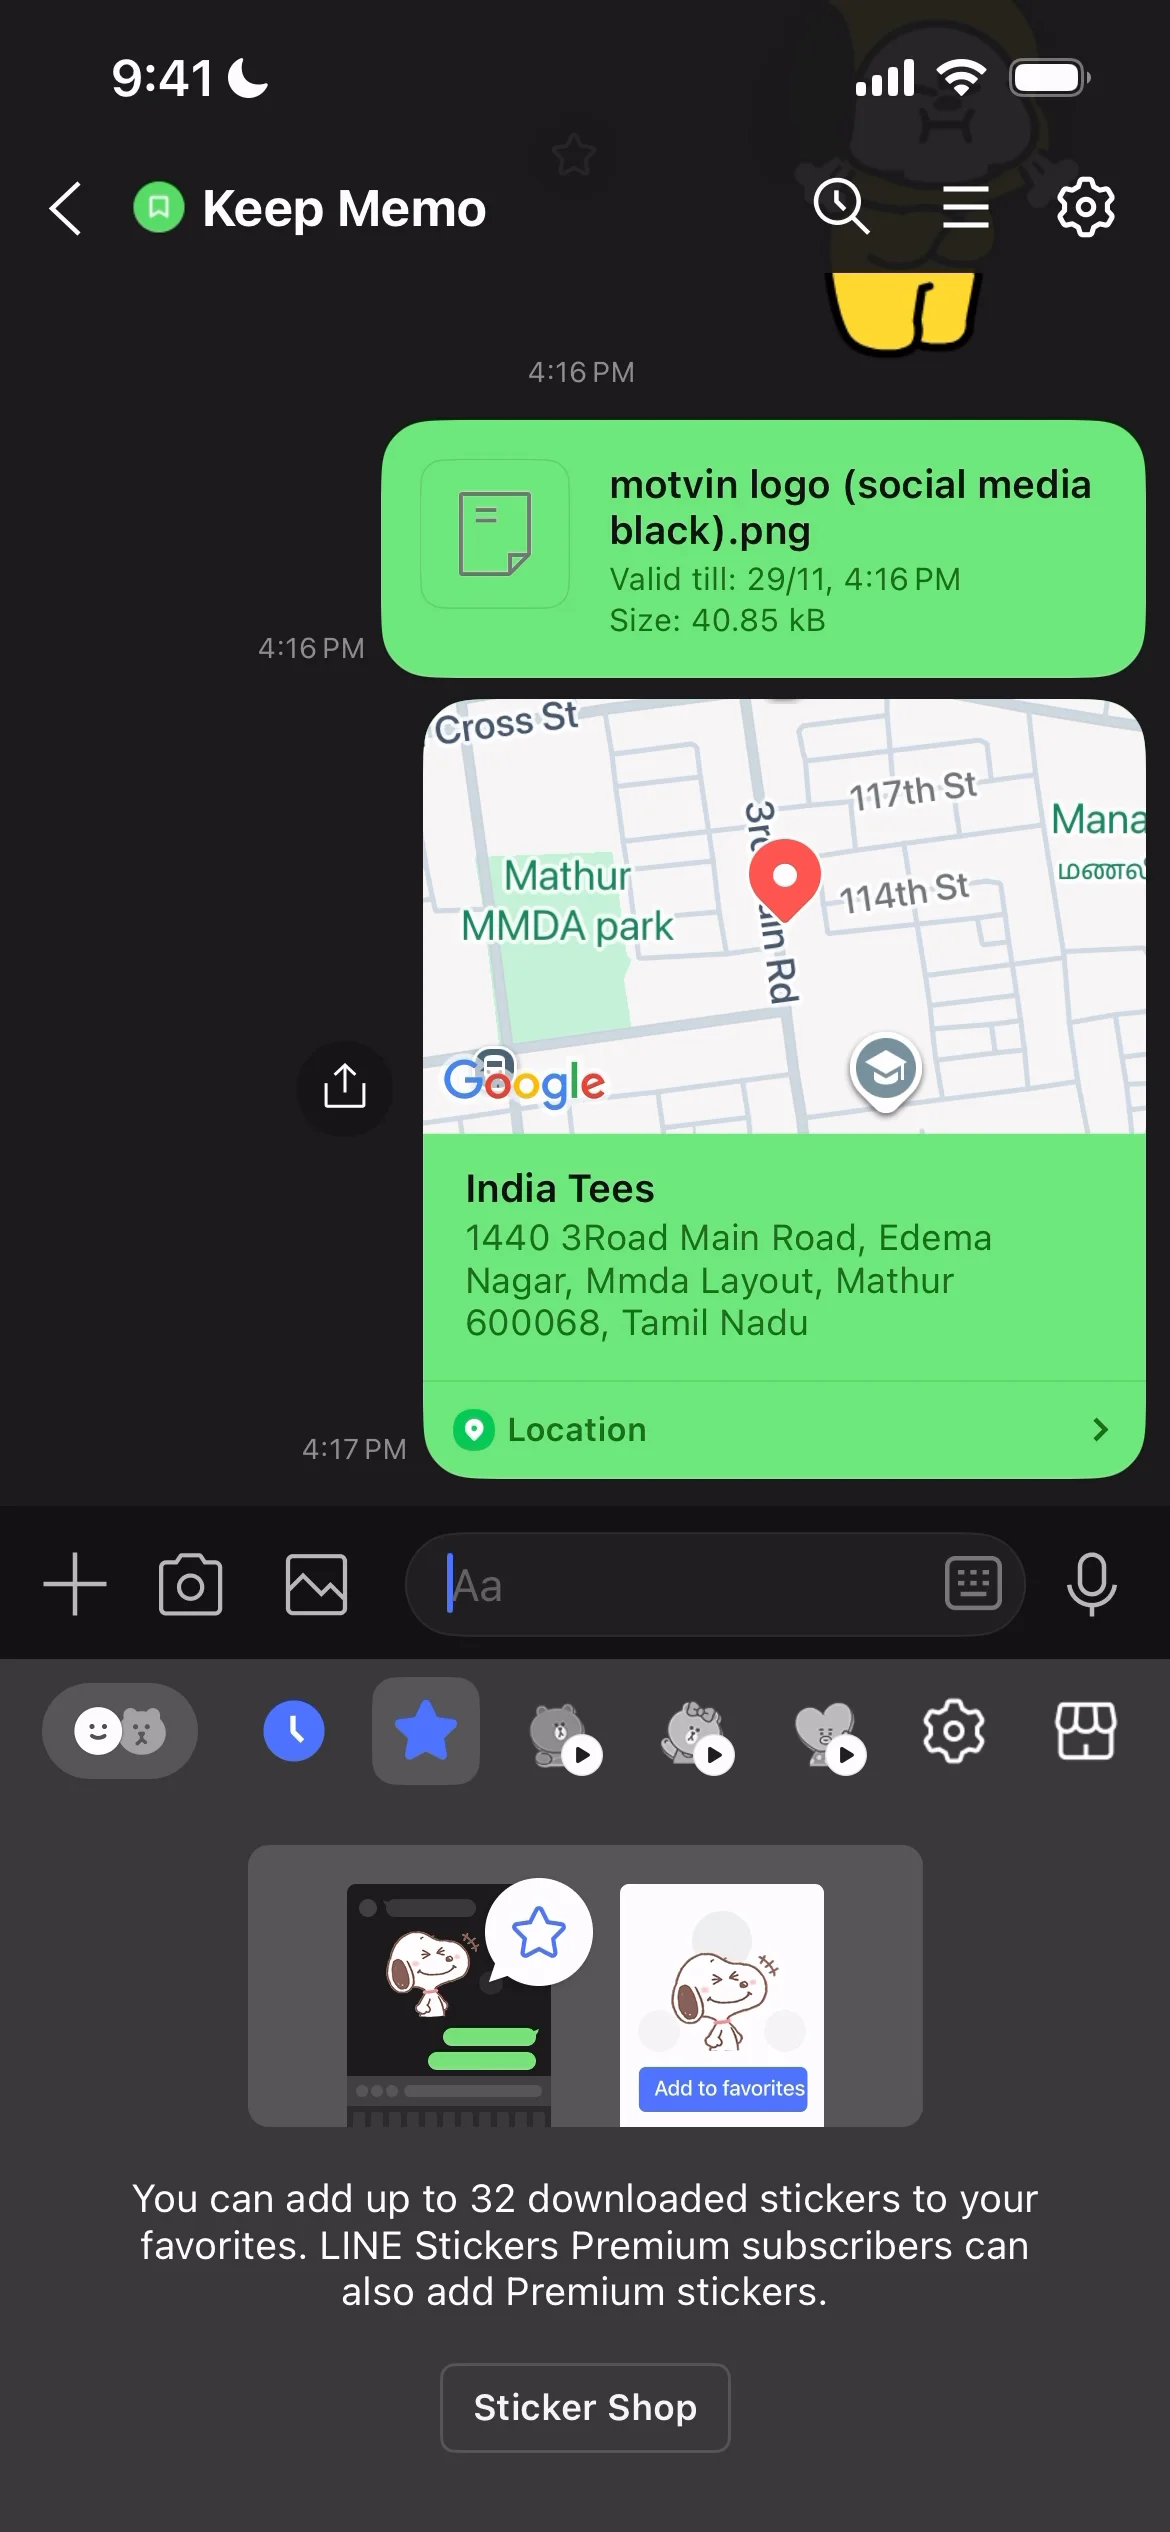 9:41
Keep Memo
4:16 PM
motvin logo (social media
black).png
Valid till: 29/11, 4:16 PM
Size: 40.85 kB
4:16 PM
Cross St
117th St
Mana
Mathur
MMDA park
114th St
Rd
Google
India Tees
1440 3Road Main Road, Edema
Nagar, Mmda Layout, Mathur
600068, Tamil Nadu
Location
4:17 PM
Aa
Add to favorites
You can add up to 32 downloaded stickers to your
favorites. LINE Stickers Premium subscribers can
also add Premium stickers.
Sticker Shop